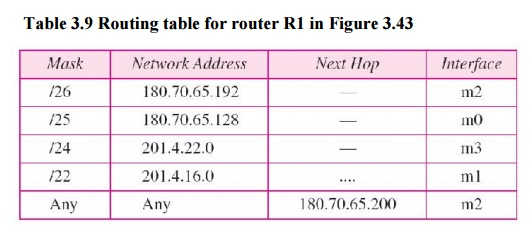 Table 3.9 Routing table for router R1 in Figure 3.43
Mask Network Address Next Hop Interface
/26 180.70.65.192 — m2
/25 180.70.65.128 — m0
/24 201.4.22.0 — m3
/22 201.4.16.0 .... m1
Any Any 180.70.65.200 m2